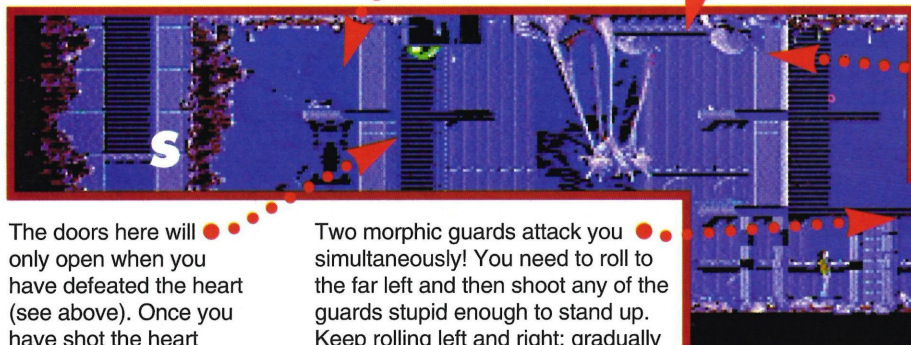 S
The doors here will
only open when you
have defeated the heart
(see above). Once you
have shot the heart
Two morphic guards attack you
simultaneously! You need to roll to
the far left and then shoot any of the
guards stupid enough to stand up.
Keep rolling left and right; gradually